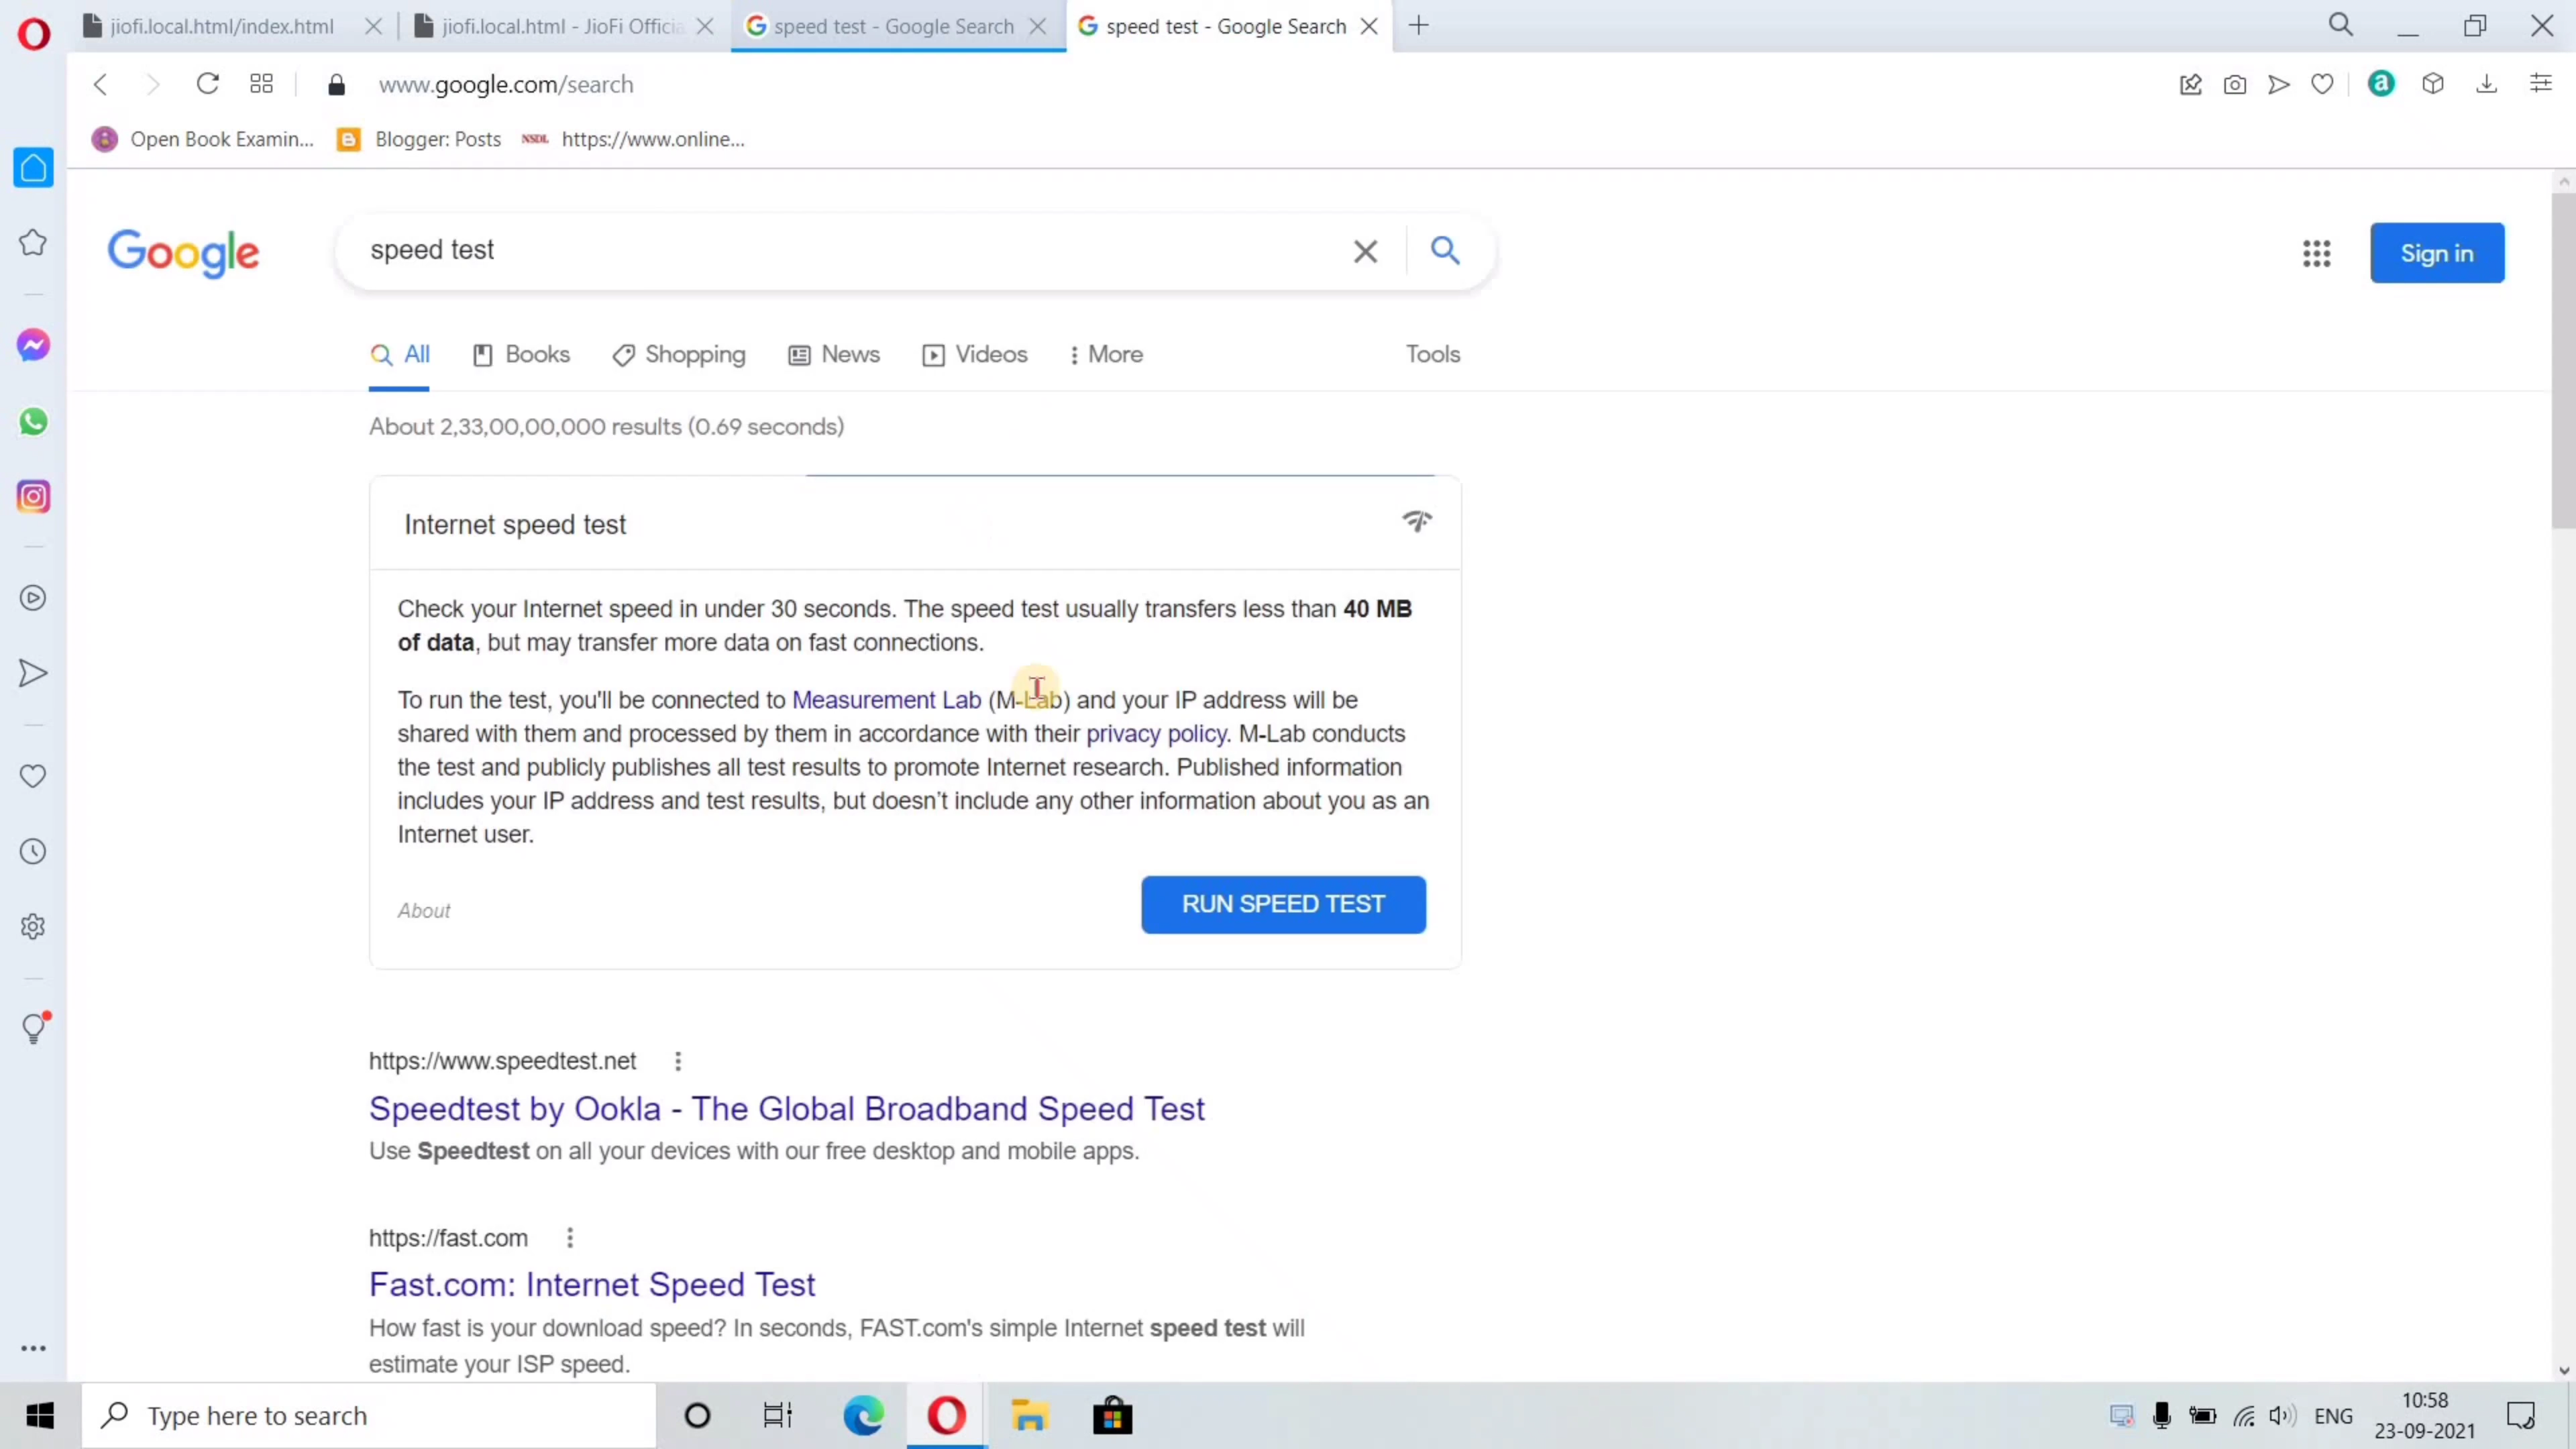 jiofi.local.html/index.html
jiofi.local.html - JioFi Officia
speed test - Google Search
speed test - Google Search
www.google.com/search
a
Open Book Examin...
Blogger: Posts
NSDL
https://www.online...
Google
speed test
Sign in
All
Books
Shopping
News
Videos
More
Tools
About 2,33,00,00,000 results (0.69 seconds)
Internet speed test
Check your Internet speed in under 30 seconds. The speed test usually transfers less than 40 MB
of data, but may transfer more data on fast connections.
To run the test, you'll be connected to Measurement Lab (M-Lab) and your IP address will be
shared with them and processed by them in accordance with their privacy policy. M-Lab conducts
the test and publicly publishes all test results to promote Internet research. Published information
includes your IP address and test results, but doesn't include any other information about you as an
Internet user.
About
RUN SPEED TEST
https://www.speedtest.net
Speedtest by Ookla - The Global Broadband Speed Test
Use Speedtest on all your devices with our free desktop and mobile apps.
https://fast.com
Fast.com: Internet Speed Test
How fast is your download speed? In seconds, FAST.com's simple Internet speed test will
estimate your ISP speed.
Type here to search
ENG
10:58
23-09-2021